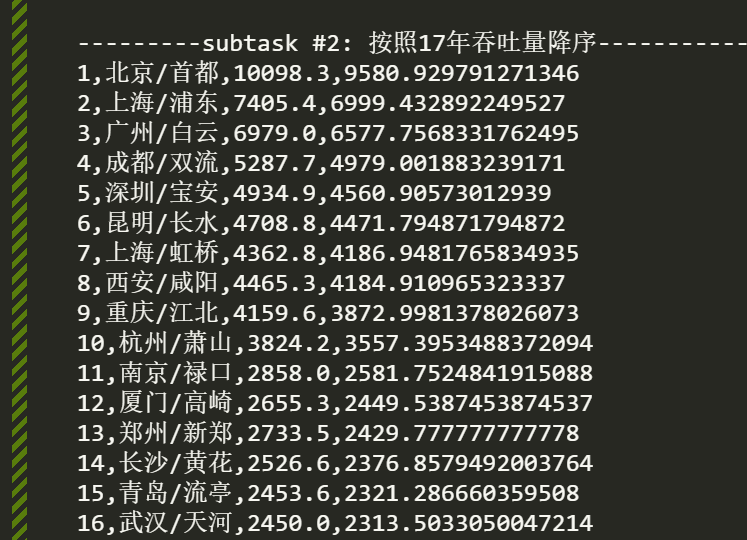 ---------subtask #2: 按照17年吞吐量降序-----------
1,北京/首都,10098.3,9580.929791271346
2,上海/浦东,7405.4,6999.432892249527
3,广州/白云,6979.0,6577.7568331762495
4,成都/双流,5287.7,4979.001883239171
5,深圳/宝安,4934.9,4560.90573012939
6,昆明/长水,4708.8,4471.794871794872
7,上海/虹桥,4362.8,4186.9481765834935
8,西安/咸阳,4465.3,4184.910965323337
9,重庆/江北,4159.6,3872.9981378026073
10,杭州/萧山,3824.2,3557.3953488372094
11,南京/禄口,2858.0,2581.7524841915088
12,厦门/高崎,2655.3,2449.5387453874537
13,郑州/新郑,2733.5,2429.777777777778
14,长沙/黄花,2526.6,2376.8579492003764
15,青岛/流亭,2453.6,2321.286660359508
16,武汉/天河,2450.0,2313.5033050047214